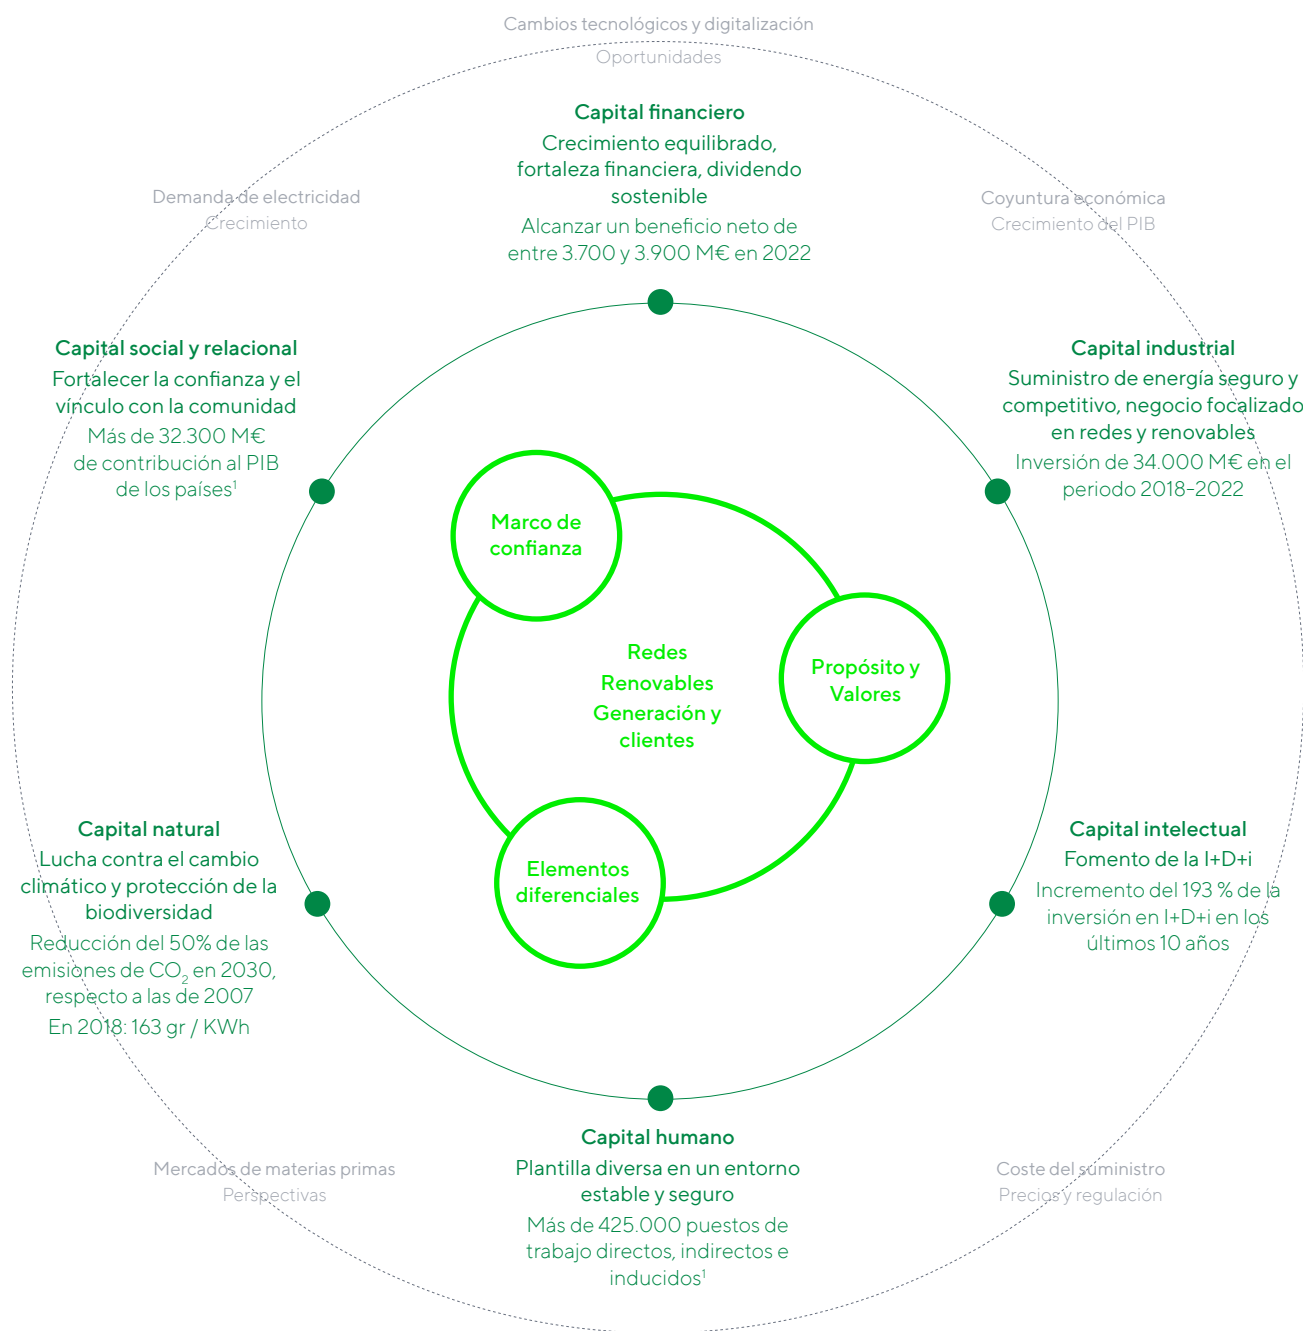 Cambios tecnológicos y digitalización
Oportunidades
Capital financiero
Crecimiento equilibrado,
fortaleza financiera, dividendo
sostenible
Alcanzar un beneficio neto de
entre 3.700 y 3.900 M€ en 2022
Demanda de electricidad
Crecimiento
Coyuntura económica
Crecimiento del PIB
Capital social y relacional
Fortalecer la confianza y el
vínculo con la comunidad
Más de 32.300 M€
de contribución al PIB
de los países¹
Capital industrial
Suministro de energía seguro y
competitivo, negocio focalizado
en redes y renovables
Inversión de 34.000 M€ en el
periodo 2018-2022
Marco de
confianza
Redes
Renovables
Generación y
clientes
Propósito y
Valores
Elementos
diferenciales
Capital natural
Lucha contra el cambio
climático y protección de la
biodiversidad
Reducción del 50% de las
emisiones de CO₂ en 2030,
respecto a las de 2007
En 2018: 163 gr / KWh
Capital intelectual
Fomento de la I+D+i
Incremento del 193 % de la
inversión en I+D+i en los
últimos 10 años
Capital humano
Plantilla diversa en un entorno
estable y seguro
Más de 425.000 puestos de
trabajo directos, indirectos e
inducidos¹
Mercados de materias primas
Perspectivas
Coste del suministro
Precios y regulación